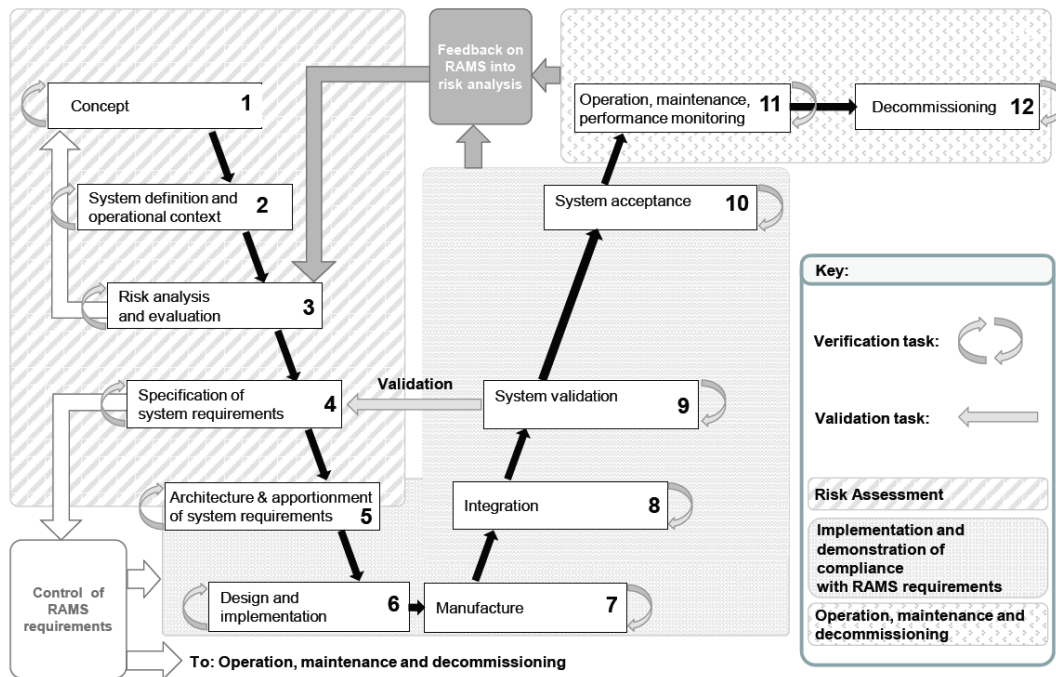 Feedback on
RAMS into
risk analysis
Concept 1
System definition and
operational context 2
Risk analysis
and evaluation 3
Specification of
system requirements 4
Architecture & apportionment
of system requirements 5
Design and
implementation 6
Manufacture 7
Integration 8
System validation 9
Validation
System acceptance 10
Operation, maintenance,
performance monitoring 11
Decommissioning 12
Control of
RAMS
requirements
To: Operation, maintenance and decommissioning
Key:
Verification task:
Validation task:
Risk Assessment
Implementation and
demonstration of
compliance
with RAMS requirements
Operation, maintenance and
decommissioning